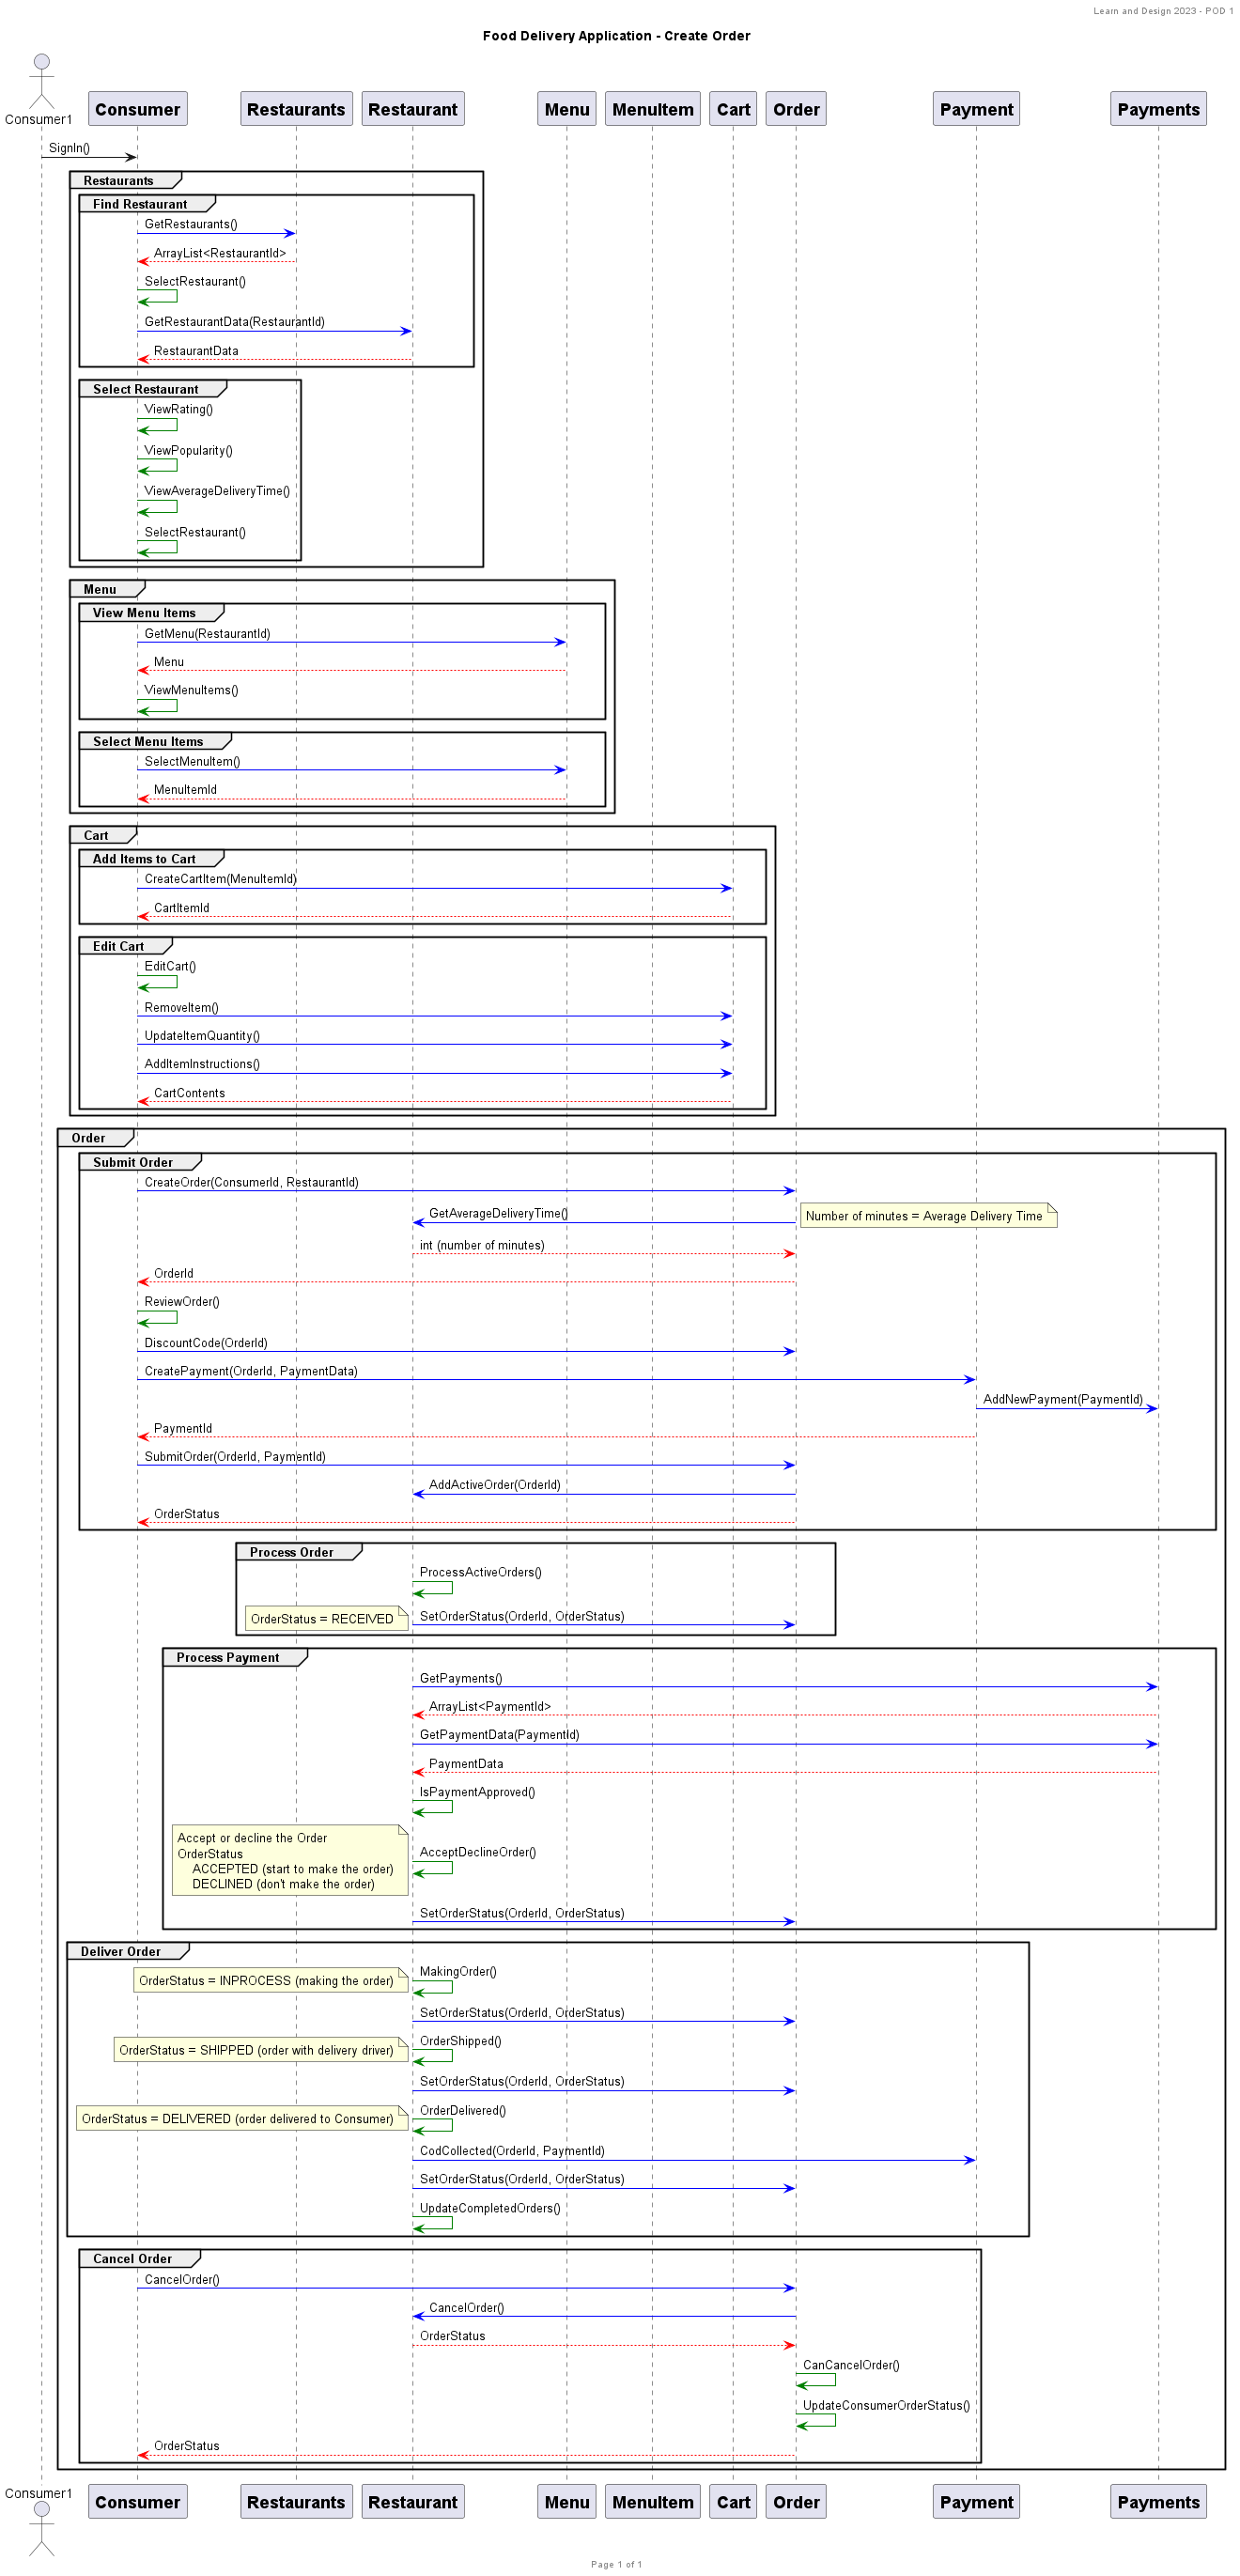 Learn and Design 2023 - POD 1
Food Delivery Application - Create Order
Consumer1
Consumer
Restaurants
Restaurant
Menu
MenuItem
Cart
Order
Payment
Payments
SignIn()
Restaurants
Find Restaurant
GetRestaurants()
ArrayList<RestaurantId>
SelectRestaurant()
GetRestaurantData(RestaurantId)
RestaurantData
Select Restaurant
ViewRating()
ViewPopularity()
ViewAverageDeliveryTime()
SelectRestaurant()
Menu
View Menu Items
GetMenu(RestaurantId)
Menu
ViewMenuItems()
Select Menu Items
SelectMenuItem()
MenuItemId
Cart
Add Items to Cart
CreateCartItem(MenuItemId)
CartItemId
Edit Cart
EditCart()
RemoveItem()
UpdateItemQuantity()
AddItemInstructions()
CartContents
Order
Submit Order
CreateOrder(ConsumerId, RestaurantId)
GetAverageDeliveryTime()
Number of minutes = Average Delivery Time
int (number of minutes)
OrderId
ReviewOrder()
DiscountCode(OrderId)
CreatePayment(OrderId, PaymentData)
AddNewPayment(PaymentId)
PaymentId
SubmitOrder(OrderId, PaymentId)
AddActiveOrder(OrderId)
OrderStatus
Process Order
ProcessActiveOrders()
OrderStatus = RECEIVED
SetOrderStatus(OrderId, OrderStatus)
Process Payment
GetPayments()
ArrayList<PaymentId>
GetPaymentData(PaymentId)
PaymentData
IsPaymentApproved()
Accept or decline the Order
OrderStatus
ACCEPTED (start to make the order)
DECLINED (don't make the order)
AcceptDeclineOrder()
SetOrderStatus(OrderId, OrderStatus)
Deliver Order
OrderStatus = INPROCESS (making the order)
MakingOrder()
SetOrderStatus(OrderId, OrderStatus)
OrderStatus = SHIPPED (order with delivery driver)
OrderShipped()
SetOrderStatus(OrderId, OrderStatus)
OrderStatus = DELIVERED (order delivered to Consumer)
OrderDelivered()
CodCollected(OrderId, PaymentId)
SetOrderStatus(OrderId, OrderStatus)
UpdateCompletedOrders()
Cancel Order
CancelOrder()
CancelOrder()
OrderStatus
CanCancelOrder()
UpdateConsumerOrderStatus()
OrderStatus
Consumer1
Consumer
Restaurants
Restaurant
Menu
MenuItem
Cart
Order
Payment
Payments
Page 1 of 1